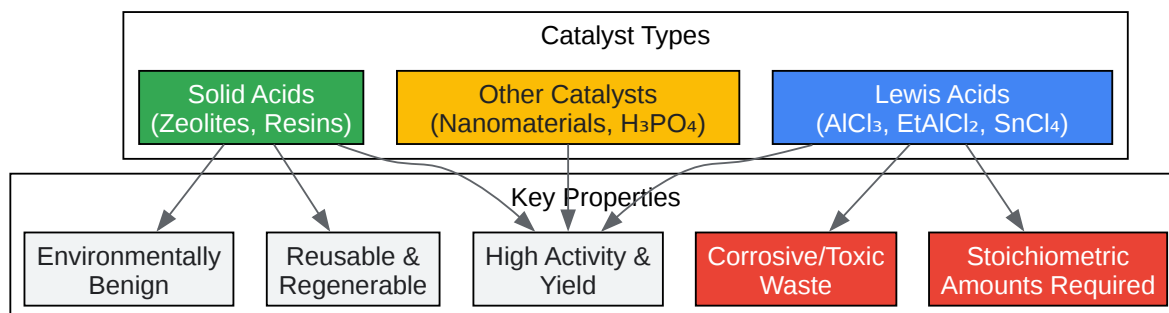 Catalyst Types
Solid Acids
(Zeolites, Resins)
Other Catalysts
(Nanomaterials, H₃PO₄)
Lewis Acids
(AlCl₃, EtAlCl₂, SnCl₄)
Key Properties
Environmentally
Benign
Reusable &
Regenerable
High Activity &
Yield
Corrosive/Toxic
Waste
Stoichiometric
Amounts Required